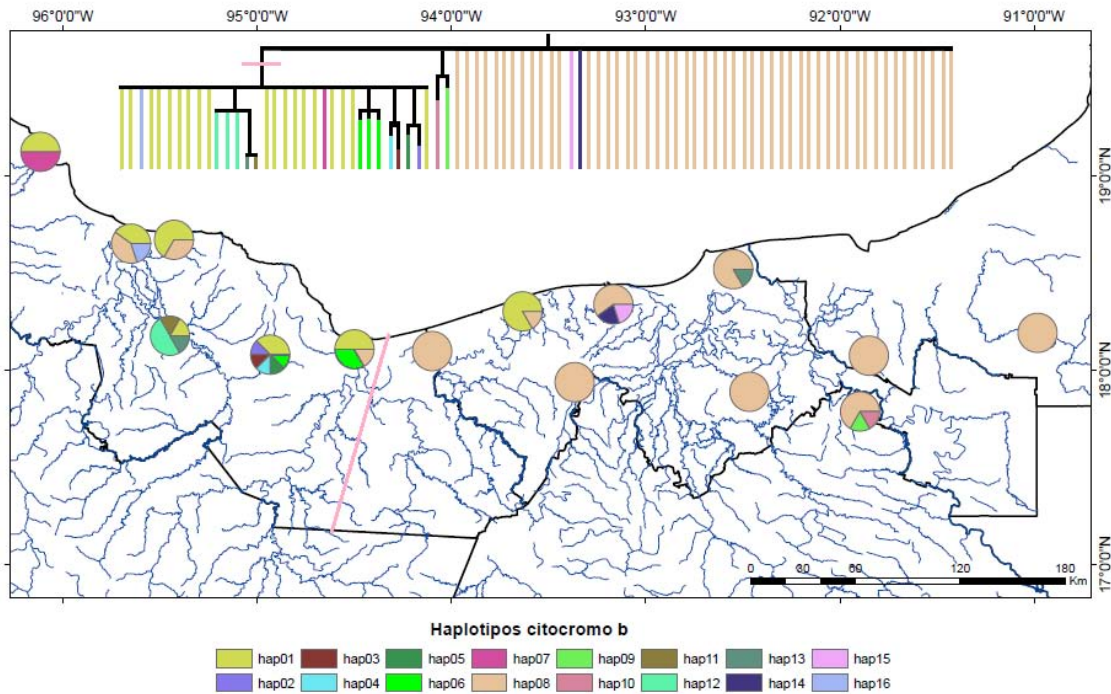 96°0'0"W 95°0'0"W 94°0'0"W 93°0'0"W 92°0'0"W 91°0'0"W
19°0'0"N
18°0'0"N
17°0'0"N
0 30 60 120 180
Km
Haplotipos citocromo b
hap01 hap03 hap05 hap07 hap09 hap11 hap13 hap15
hap02 hap04 hap06 hap08 hap10 hap12 hap14 hap16